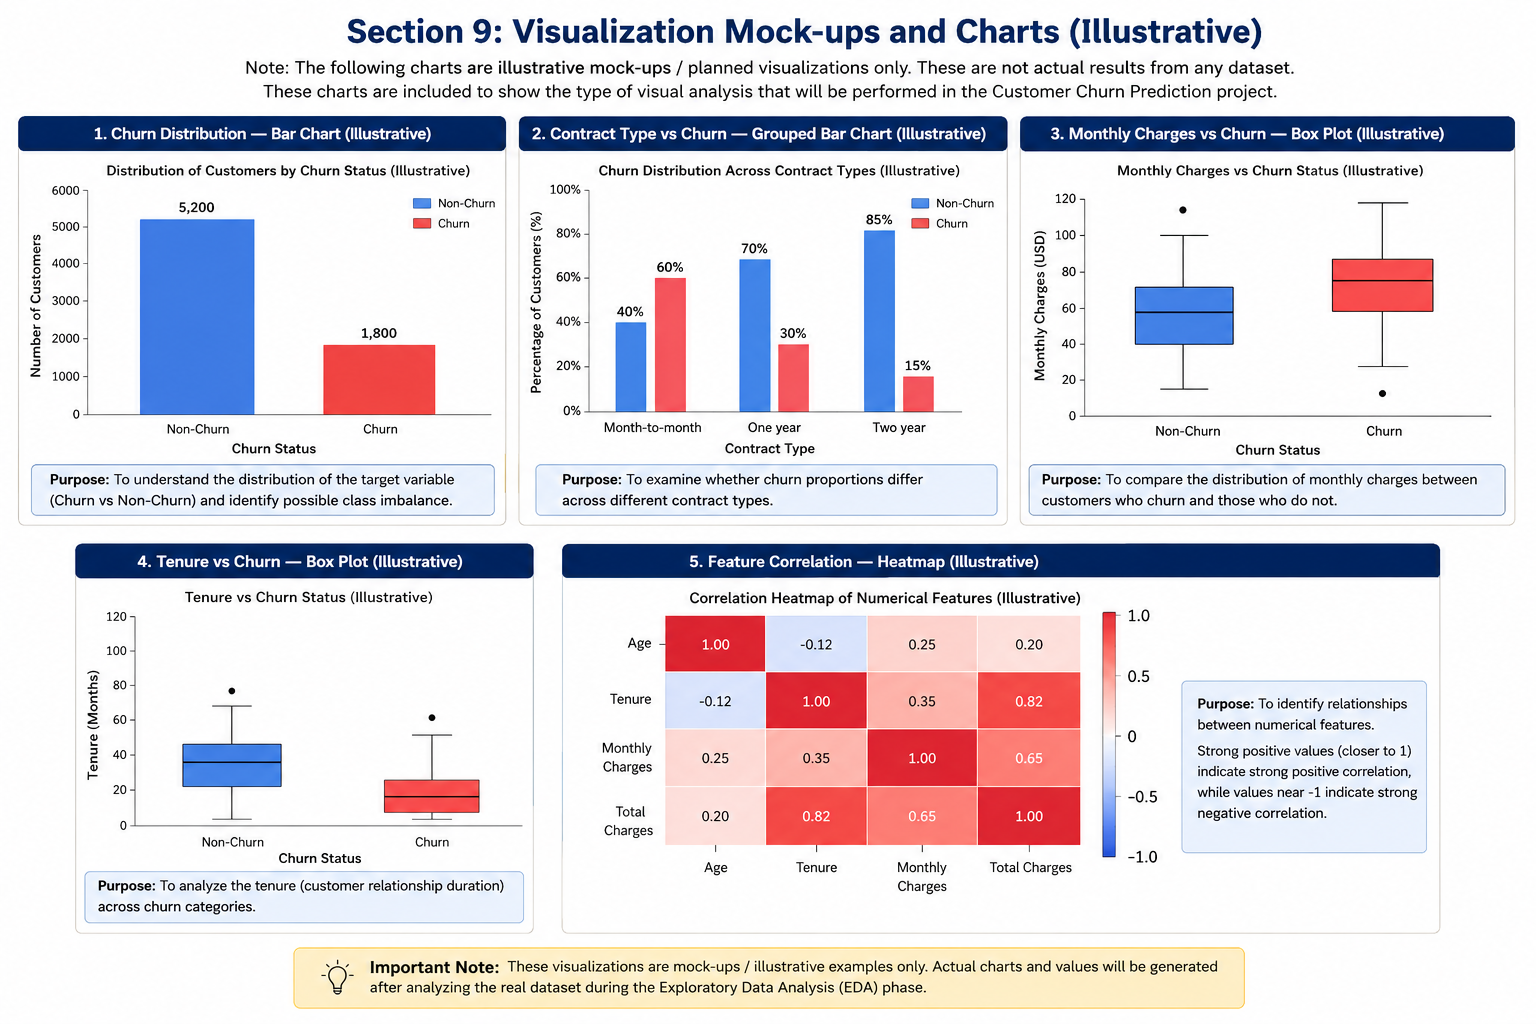 Section 9: Visualization Mock-ups and Charts (Illustrative)
Note: The following charts are illustrative mock-ups / planned visualizations only. These are not actual results from any dataset.
These charts are included to show the type of visual analysis that will be performed in the Customer Churn Prediction project.
1. Churn Distribution — Bar Chart (Illustrative)
Distribution of Customers by Churn Status (Illustrative)
Number of Customers
6000
5000
4000
3000
2000
1000
0
5,200
1,800
Non-Churn
Churn
Non-Churn
Churn
Churn Status
Purpose: To understand the distribution of the target variable
(Churn vs Non-Churn) and identify possible class imbalance.
2. Contract Type vs Churn — Grouped Bar Chart (Illustrative)
Churn Distribution Across Contract Types (Illustrative)
Percentage of Customers (%)
100%
80%
60%
40%
20%
0%
40%
60%
70%
30%
85%
15%
Non-Churn
Churn
Month-to-month
One year
Two year
Contract Type
Purpose: To examine whether churn proportions differ
across different contract types.
3. Monthly Charges vs Churn — Box Plot (Illustrative)
Monthly Charges vs Churn Status (Illustrative)
Monthly Charges (USD)
120
100
80
60
40
20
0
Non-Churn
Churn
Churn Status
Purpose: To compare the distribution of monthly charges between
customers who churn and those who do not.
4. Tenure vs Churn — Box Plot (Illustrative)
Tenure vs Churn Status (Illustrative)
Tenure (Months)
120
100
80
60
40
20
0
Non-Churn
Churn
Churn Status
Purpose: To analyze the tenure (customer relationship duration)
across churn categories.
5. Feature Correlation — Heatmap (Illustrative)
Correlation Heatmap of Numerical Features (Illustrative)
Age
1.00
-0.12
0.25
0.20
Tenure
-0.12
1.00
0.35
0.82
Monthly
Charges
0.25
0.35
1.00
0.65
Total
Charges
0.20
0.82
0.65
1.00
Age
Tenure
Monthly
Charges
Total Charges
1.0
0.5
0
-0.5
-1.0
Purpose: To identify relationships
between numerical features.
Strong positive values (closer to 1)
indicate strong positive correlation,
while values near -1 indicate strong
negative correlation.
Important Note: These visualizations are mock-ups / illustrative examples only. Actual charts and values will be generated
after analyzing the real dataset during the Exploratory Data Analysis (EDA) phase.